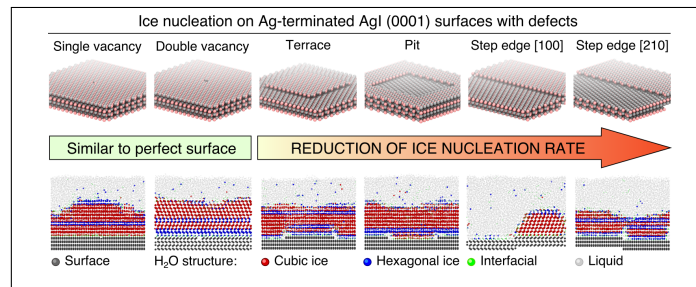 Ice nucleation on Ag-terminated AgI (0001) surfaces with defects
Single vacancy Double vacancy Terrace Pit Step edge [100] Step edge [210]
Similar to perfect surface REDUCTION OF ICE NUCLEATION RATE
Surface H₂O structure: Cubic ice Hexagonal ice Interfacial Liquid